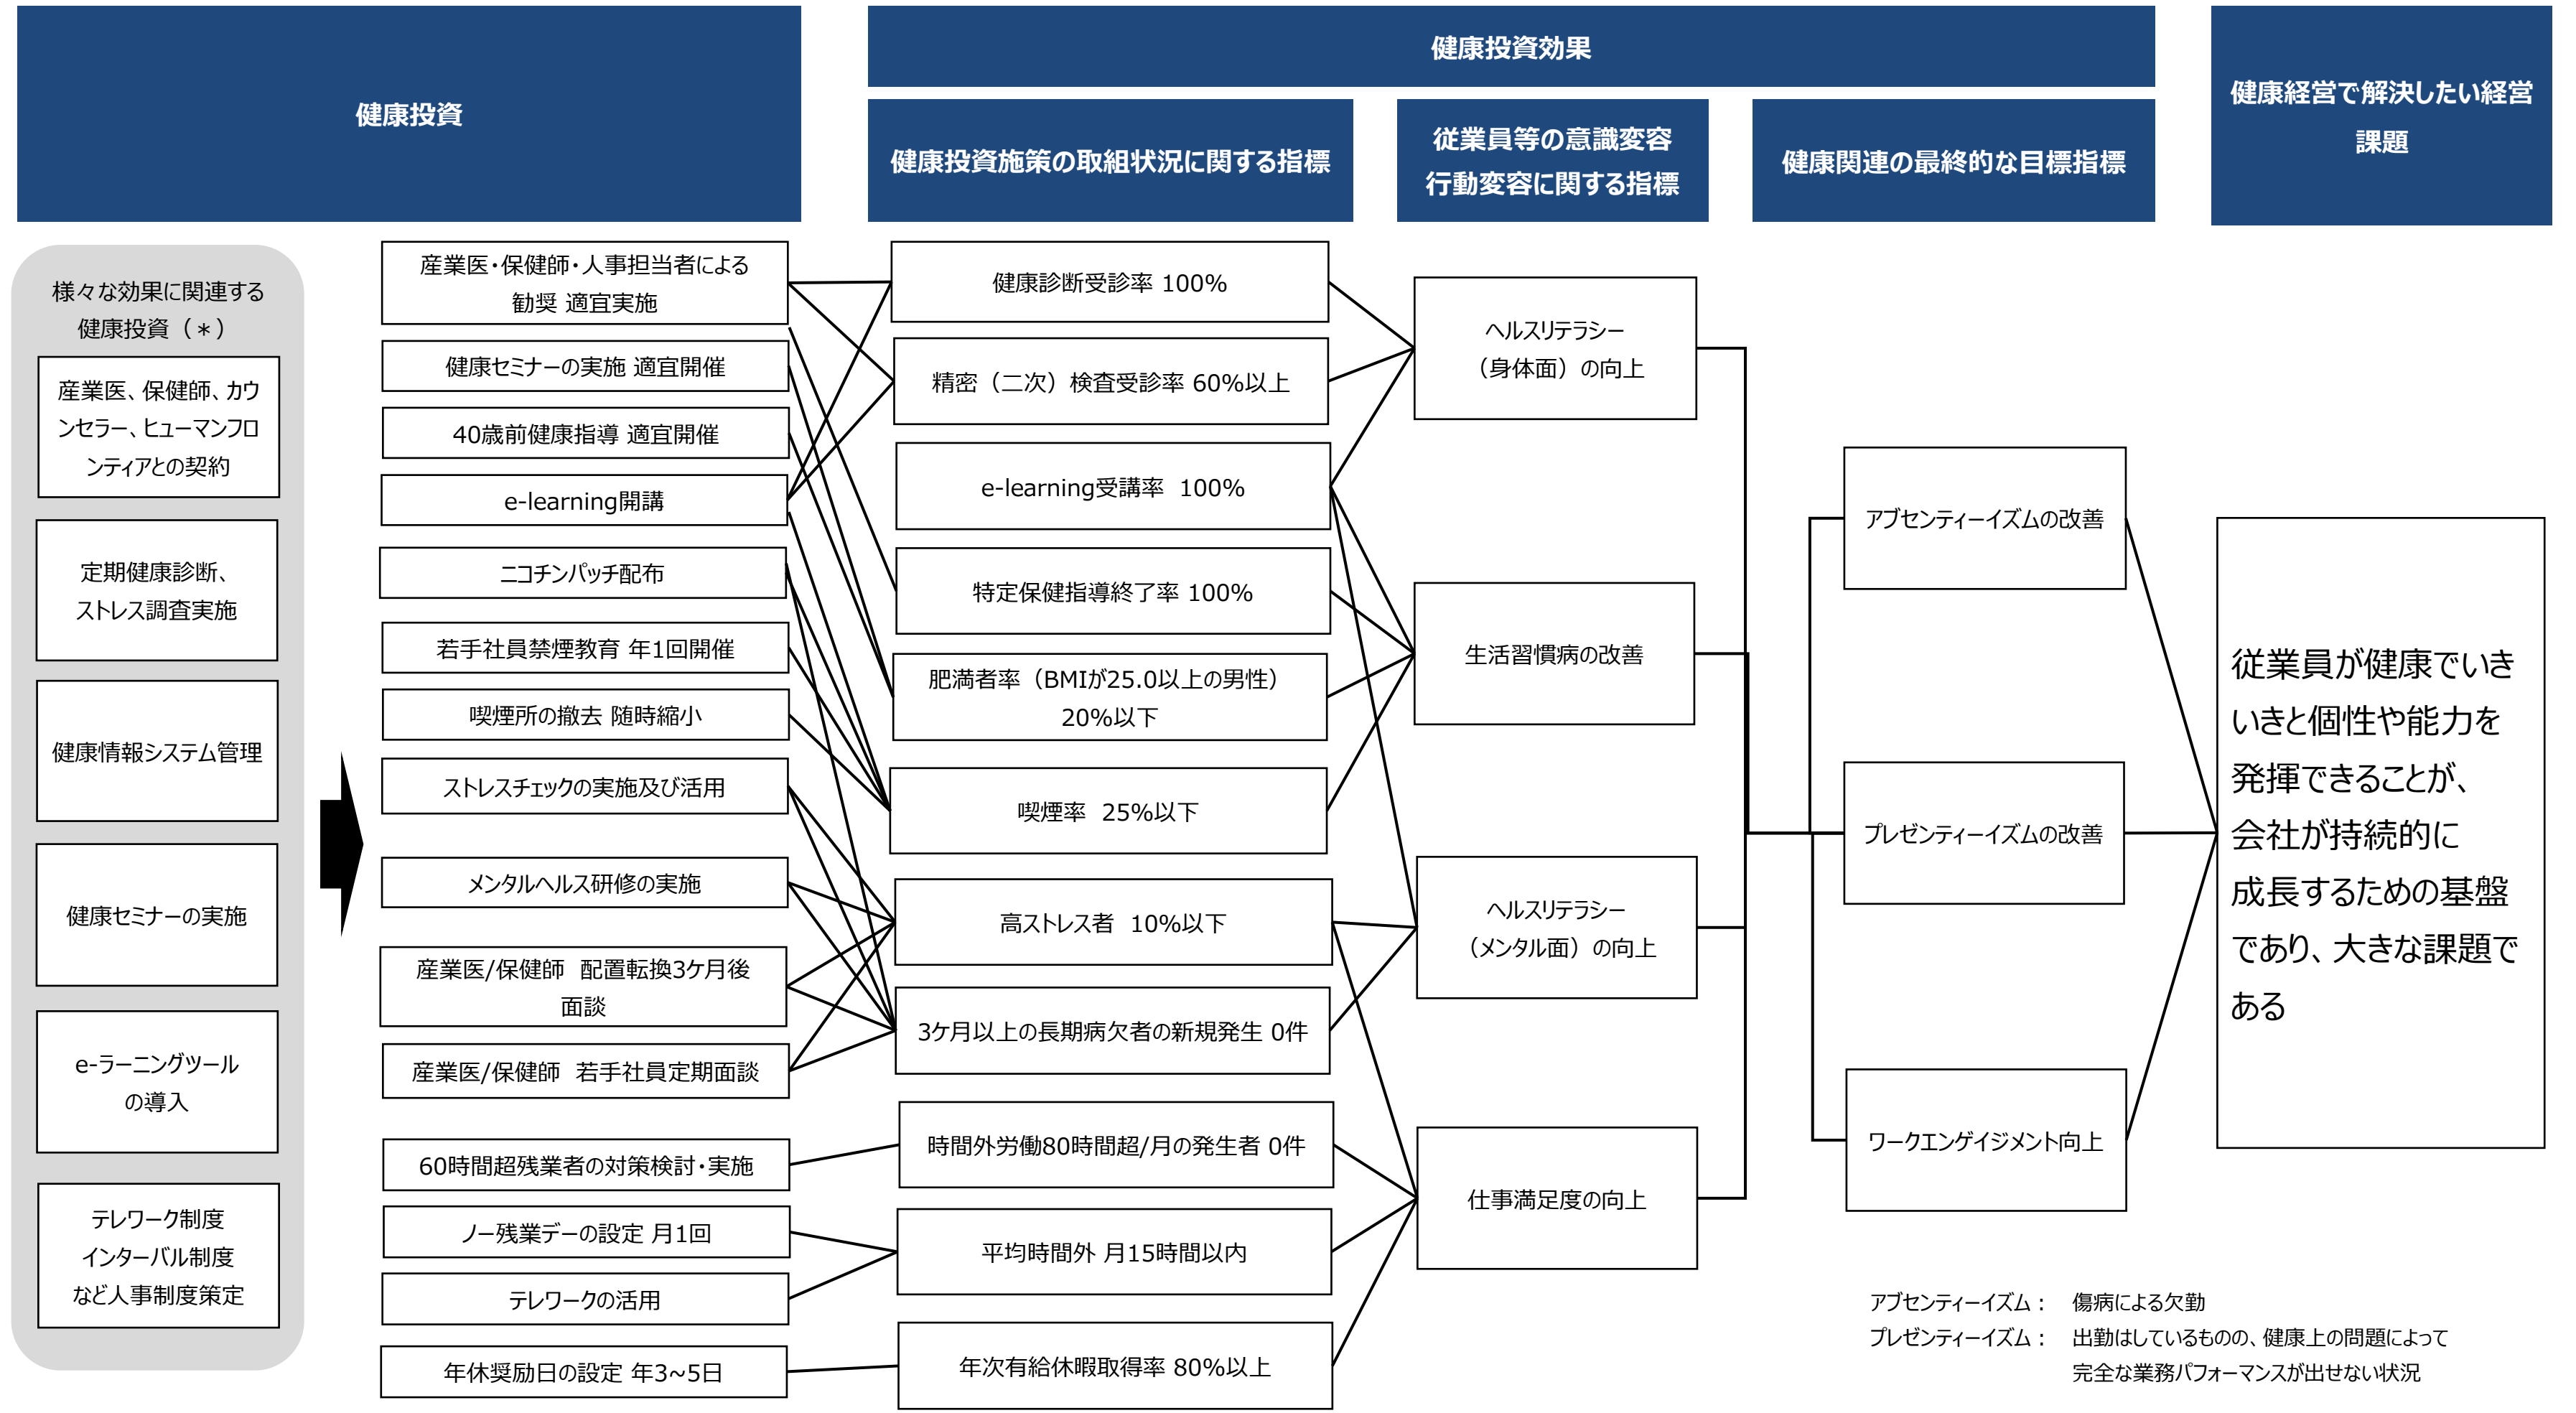 健康投資
健康投資効果
健康投資施策の取組状況に関する指標
従業員等の意識変容
行動変容に関する指標
健康関連の最終的な目標指標
健康経営で解決したい経営
課題
様々な効果に関連する
健康投資（＊）
産業医、保健師、カウ
ンセラー、ヒューマンフロ
ンティアとの契約
定期健康診断、
ストレス調査実施
健康情報システム管理
健康セミナーの実施
e-ラーニングツール
の導入
テレワーク制度
インターバル制度
など人事制度策定
産業医・保健師・人事担当者による
勧奨 適宜実施
健康セミナーの実施 適宜開催
40歳前健康指導 適宜開催
e-learning開講
ニコチンパッチ配布
若手社員禁煙教育 年1回開催
喫煙所の撤去 随時縮小
ストレスチェックの実施及び活用
メンタルヘルス研修の実施
産業医/保健師 配置転換3ケ月後
面談
産業医/保健師 若手社員定期面談
60時間超残業者の対策検討・実施
ノー残業デーの設定 月1回
テレワークの活用
年休奨励日の設定 年3~5日
健康診断受診率 100%
精密（二次）検査受診率 60%以上
e-learning受講率 100%
特定保健指導終了率 100%
肥満者率（BMIが25.0以上の男性）
20%以下
喫煙率 25%以下
高ストレス者 10%以下
3ケ月以上の長期病欠者の新規発生 0件
時間外労働80時間超/月の発生者 0件
平均時間外 月15時間以内
年次有給休暇取得率 80%以上
ヘルスリテラシー
（身体面）の向上
生活習慣病の改善
ヘルスリテラシー
（メンタル面）の向上
仕事満足度の向上
アブセンティーイズムの改善
プレゼンティーイズムの改善
ワークエンゲイジメント向上
従業員が健康でいき
いきと個性や能力を
発揮できることが、
会社が持続的に
成長するための基盤
であり、大きな課題で
ある
アブセンティーイズム： 傷病による欠勤
プレゼンティーイズム： 出勤はしているものの、健康上の問題によって
完全な業務パフォーマンスが出せない状況